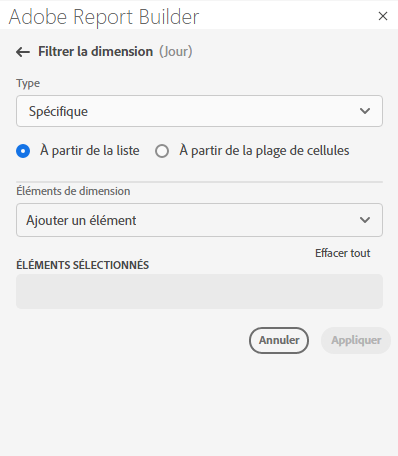 Adobe Report Builder
Filtrer la dimension (Jour)
Type
Spécifique
À partir de la liste À partir de la plage de cellules
Éléments de dimension
Ajouter un élément
Effacer tout
ÉLÉMENTS SÉLECTIONNÉS
Annuler Appliquer